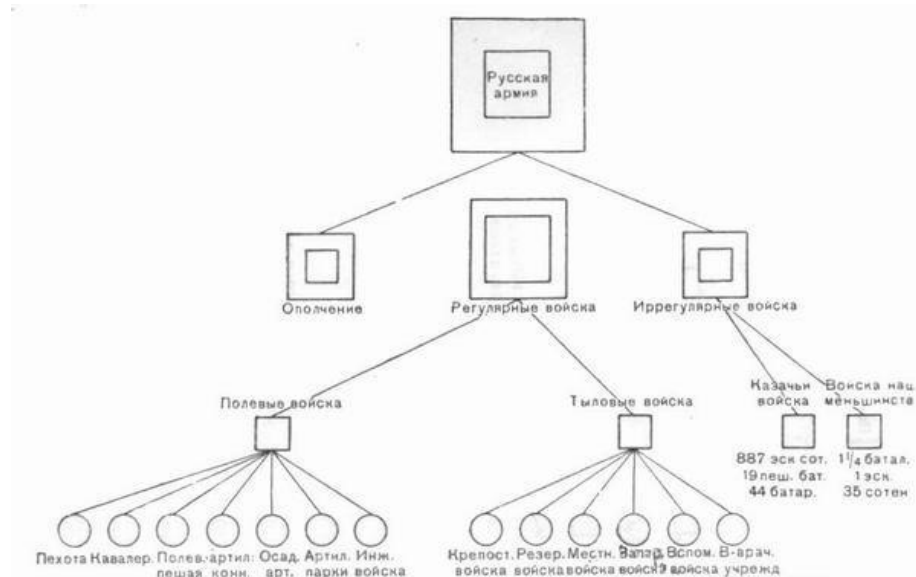 Русская
армия
Ополчение
Регулярные войска
Иррегулярные войска
Полевые войска
Тыловые войска
Казачьи
войска
Войска нац
меньшинств
887 эск сот.
19 пеш. бат.
44 батар.
1 1/4 батал.
1 эск.
35 сотен
Пехота Кавалер. Полев.-артил: Осад. Артил. Инж.
пешая конн. арт. парки войска
Крепост. Резер. Местн. Запас. Вспом. В-врач.
войска войска войска войска войска учрежд